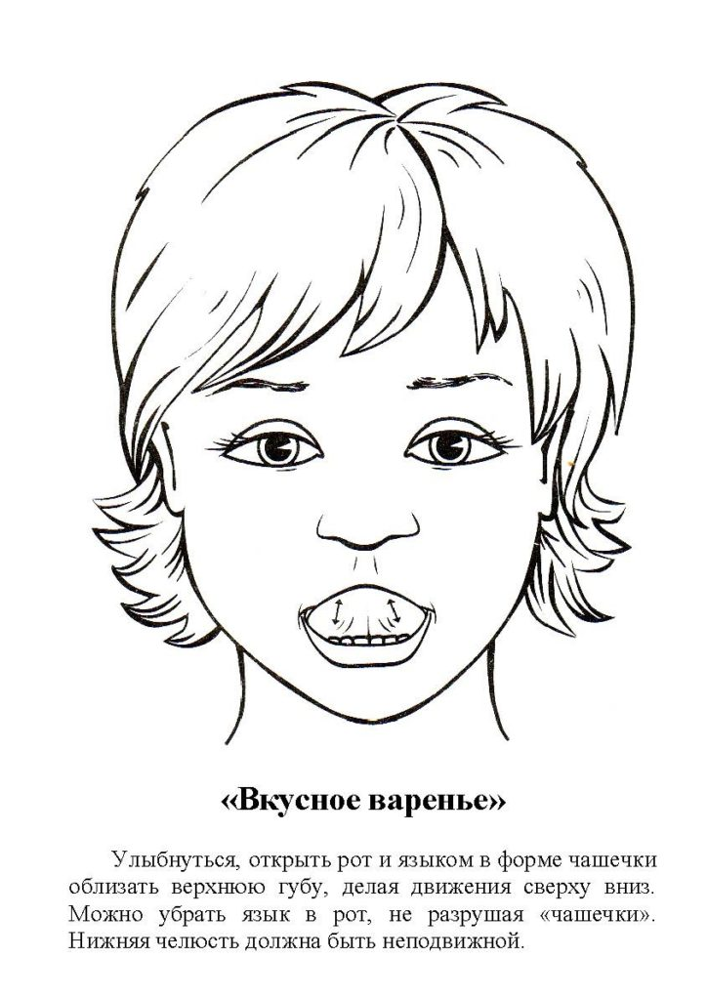 «Вкусное варенье»
Улыбнуться, открыть рот и языком в форме чашечки
облизать верхнюю губу, делая движения сверху вниз.
Можно убрать язык в рот, не разрушая «чашечки».
Нижняя челюсть должна быть неподвижной.